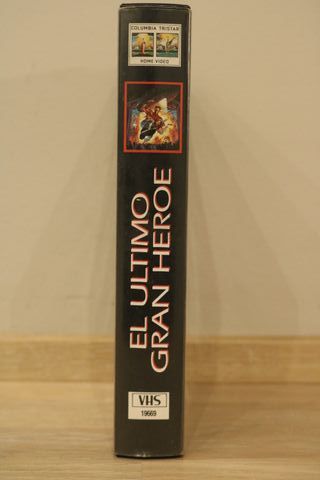 COLUMBIA TRISTAR
HOME VIDEO
EL ULTIMO
GRAN HEROE
VHS
19669